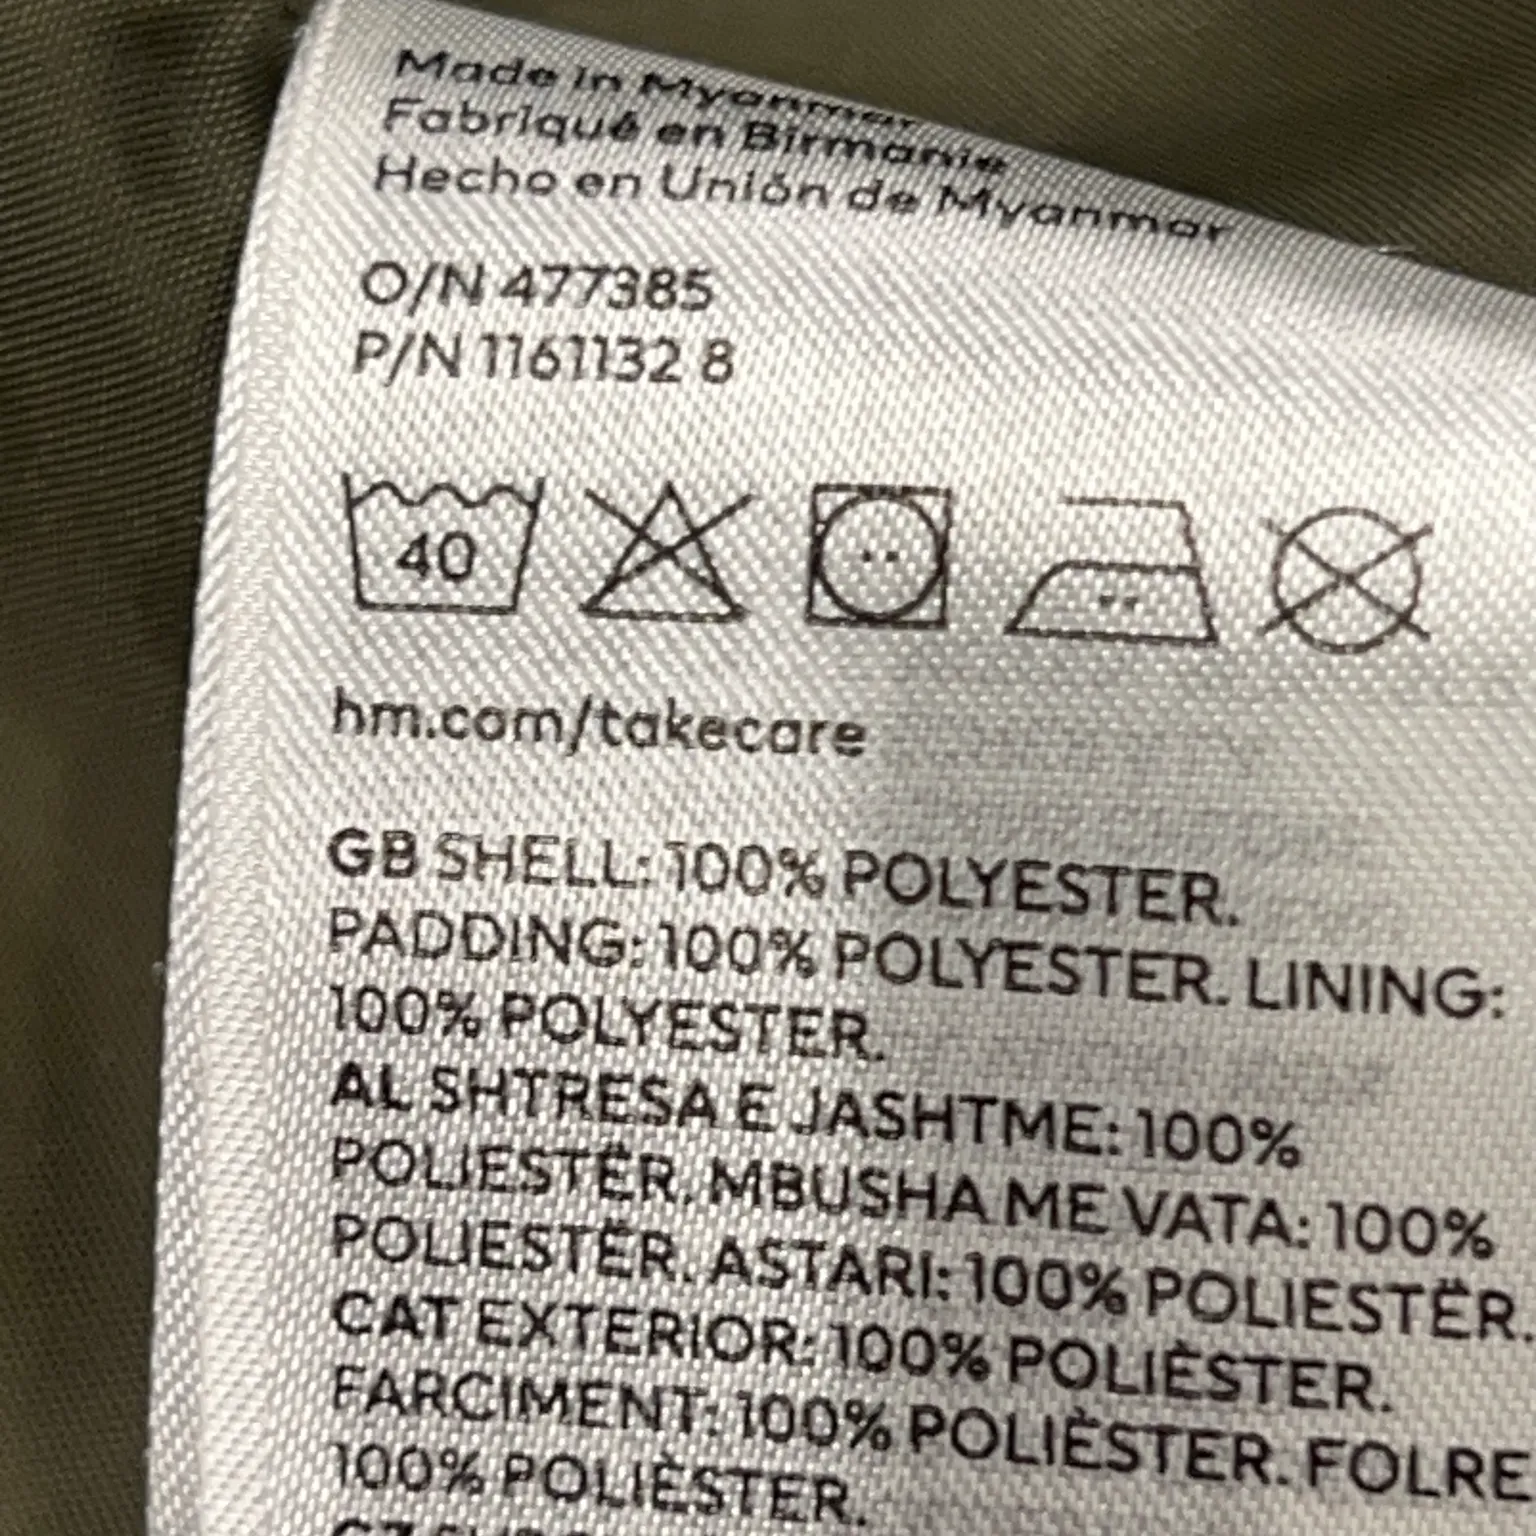 Made in Myanmar
Fabriqué en Birmanie
Hecho en Unión de Myanmar
O/N 477385
P/N 1161132 8
40
hm.com/takecare
GB SHELL: 100% POLYESTER.
PADDING: 100% POLYESTER. LINING:
100% POLYESTER.
AL SHTRESA E JASHTME: 100%
POLIESTËR. MBUSHA ME VATA: 100%
POLIESTËR. ASTARI: 100% POLIESTËR.
CAT EXTERIOR: 100% POLIÈSTER.
FARCIMENT: 100% POLIÈSTER. FOLRE
100% POLIÈSTER.